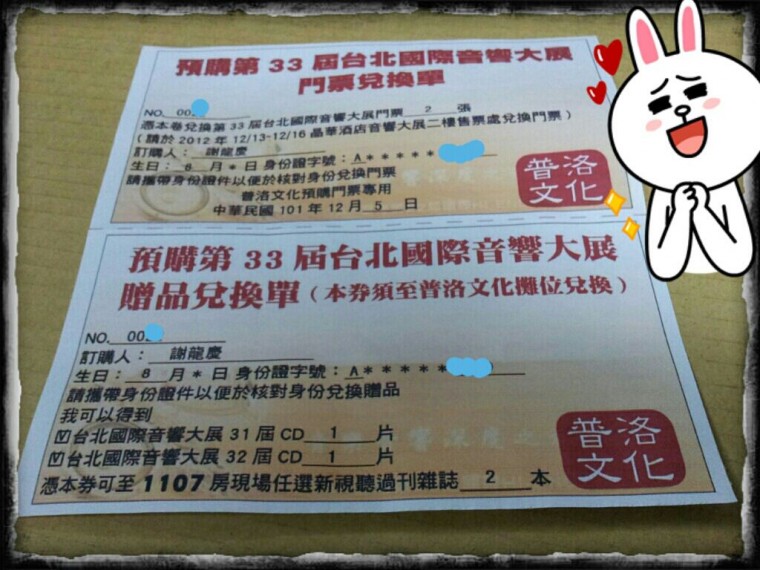 預購第 33 屆台北國際音響大展
門票兌換單
NO. 00
憑本卷兌換第 33 屆台北國際音響大展門票 2 張
(請於 2012 年 12/13-12/16 晶華酒店音響大展二樓售票處兌換門票)
訂購人： 謝龍慶
生日： 8 月 * 日 身份證字號：A*****
請攜帶身份證件以便於核對身份兌換門票
普洛文化預購門票專用
中華民國 101 年 12 月 5 日
普洛
文化
預購第 33 屆台北國際音響大展
贈品兌換單(本券須至普洛文化攤位兌換)
NO. 00
訂購人： 謝龍慶
生日： 8 月 * 日 身份證字號：A*****
請攜帶身份證件以便於核對身份兌換贈品
我可以得到
☑台北國際音響大展 31 屆 CD 1 片
☑台北國際音響大展 32 屆 CD 1 片
憑本券可至 1107 房現場任選新視聽過刊雜誌 2 本
普洛
文化